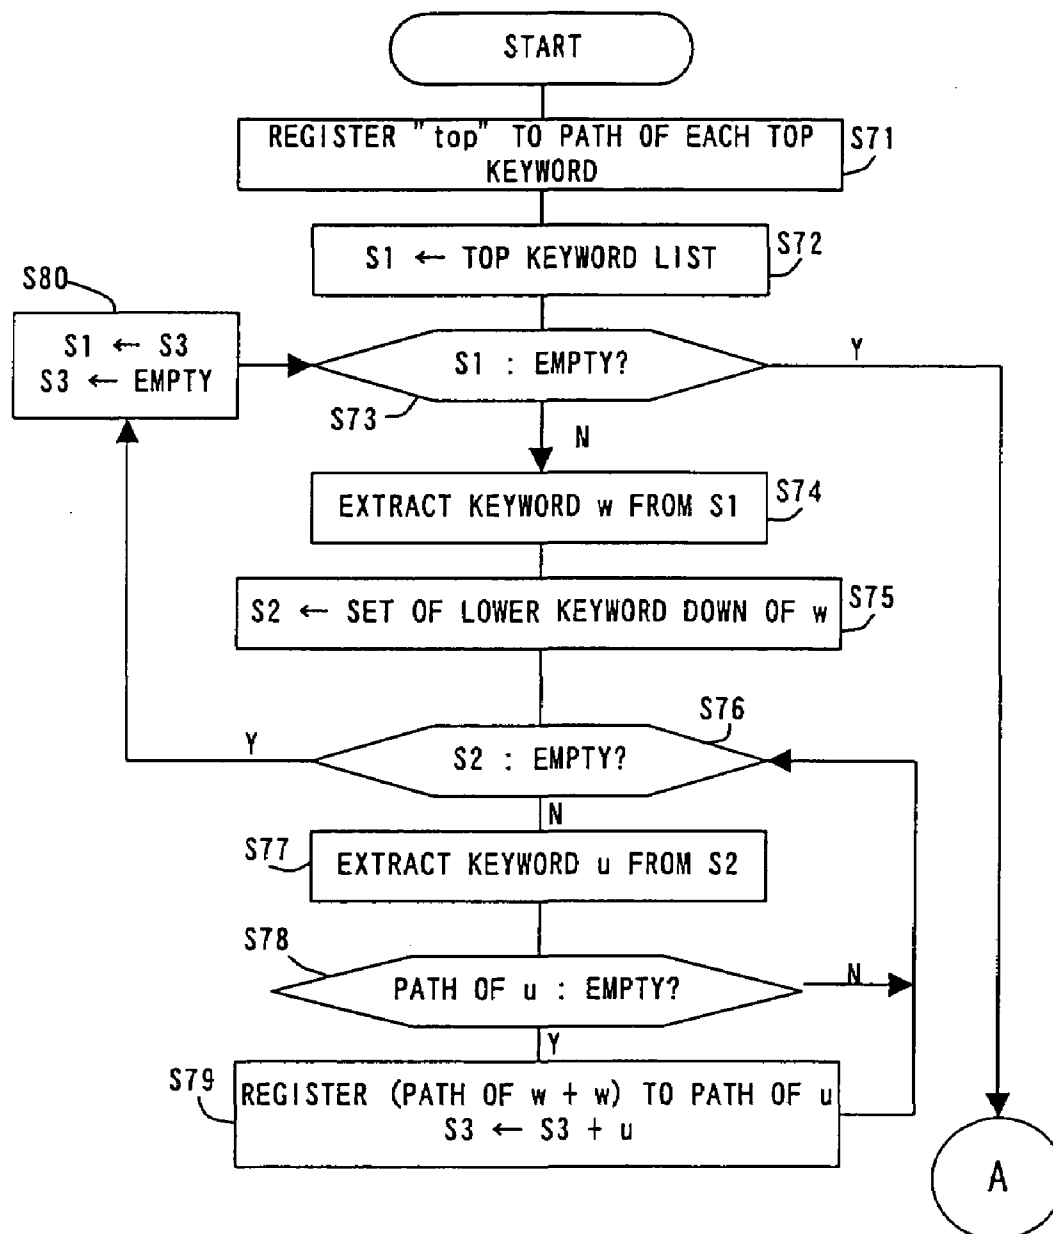 START
REGISTER "top" TO PATH OF EACH TOP
KEYWORD
S71
S1 ← TOP KEYWORD LIST
S72
S80
S1 ← S3
S3 ← EMPTY
S1 : EMPTY?
Y
S73
N
EXTRACT KEYWORD w FROM S1
S74
S2 ← SET OF LOWER KEYWORD DOWN OF w
S75
S76
Y
S2 : EMPTY?
N
S77
EXTRACT KEYWORD u FROM S2
S78
PATH OF u : EMPTY?
N
Y
S79
REGISTER (PATH OF w + w) TO PATH OF u
S3 ← S3 + u
A